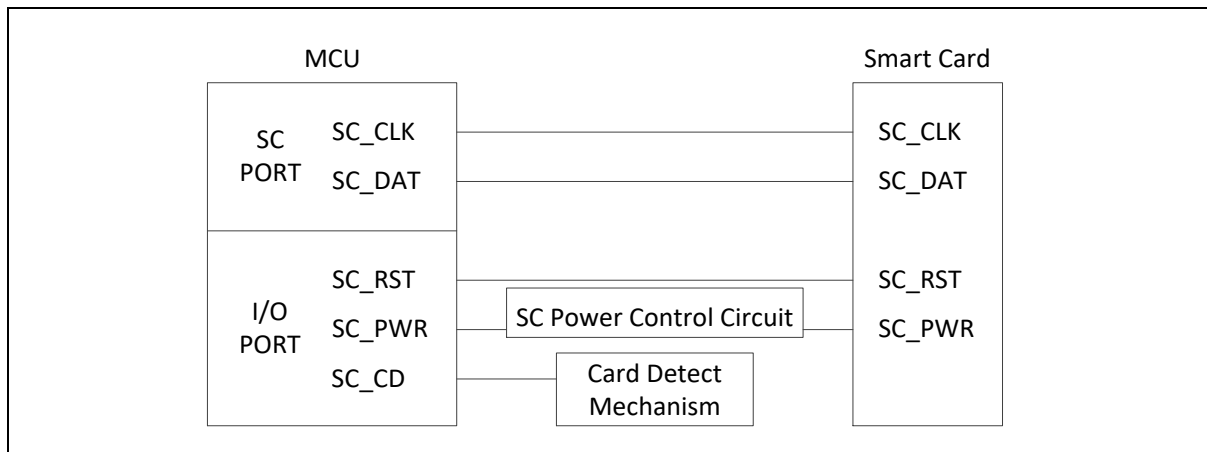 MCU
Smart Card
SC
PORT
SC_CLK
SC_DAT
SC_CLK
SC_DAT
I/O
PORT
SC_RST
SC_PWR
SC_CD
SC Power Control Circuit
Card Detect
Mechanism
SC_RST
SC_PWR